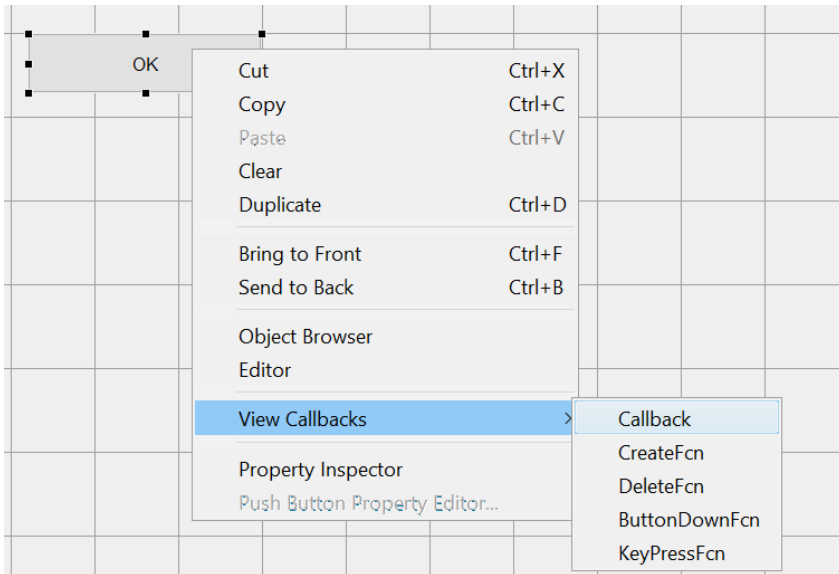 OK
Cut Ctrl+X
Copy Ctrl+C
Paste Ctrl+V
Clear
Duplicate Ctrl+D
Bring to Front Ctrl+F
Send to Back Ctrl+B
Object Browser
Editor
View Callbacks
Callback
CreateFcn
DeleteFcn
ButtonDownFcn
KeyPressFcn
Property Inspector
Push Button Property Editor...